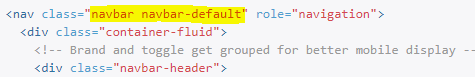 <nav class="navbar navbar-default" role="navigation">
<div class="container-fluid">
<!-- Brand and toggle get grouped for better mobile display --
<div class="navbar-header">